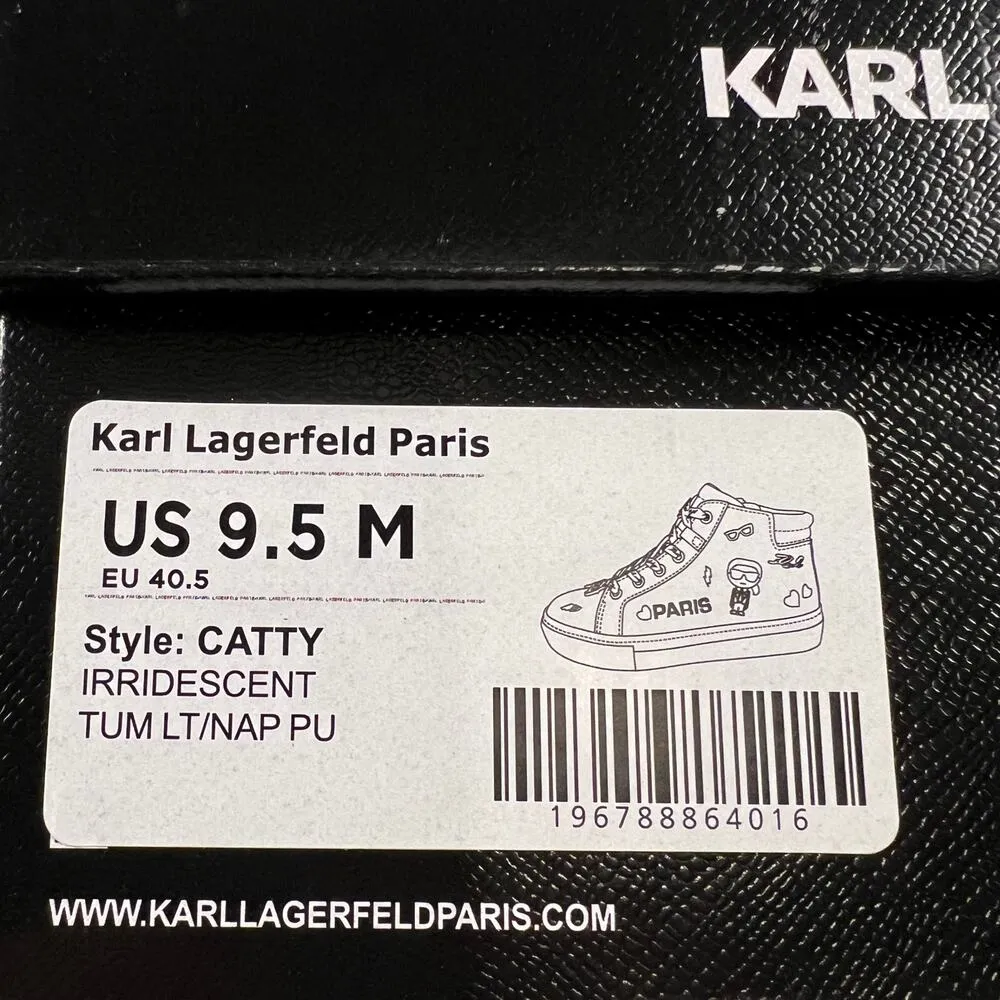 KARL
Karl Lagerfeld Paris
US 9.5 M
EU 40.5
Style: CATTY
IRRIDESCENT
TUM LT/NAP PU
PARIS
196788864016
WWW.KARLLAGERFELDPARIS.COM